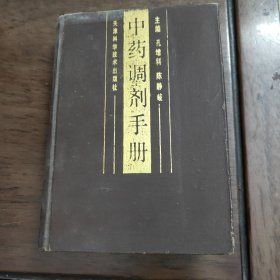 主编 孔增科 陈静岐
中药调剂手册
天津科学技术出版社